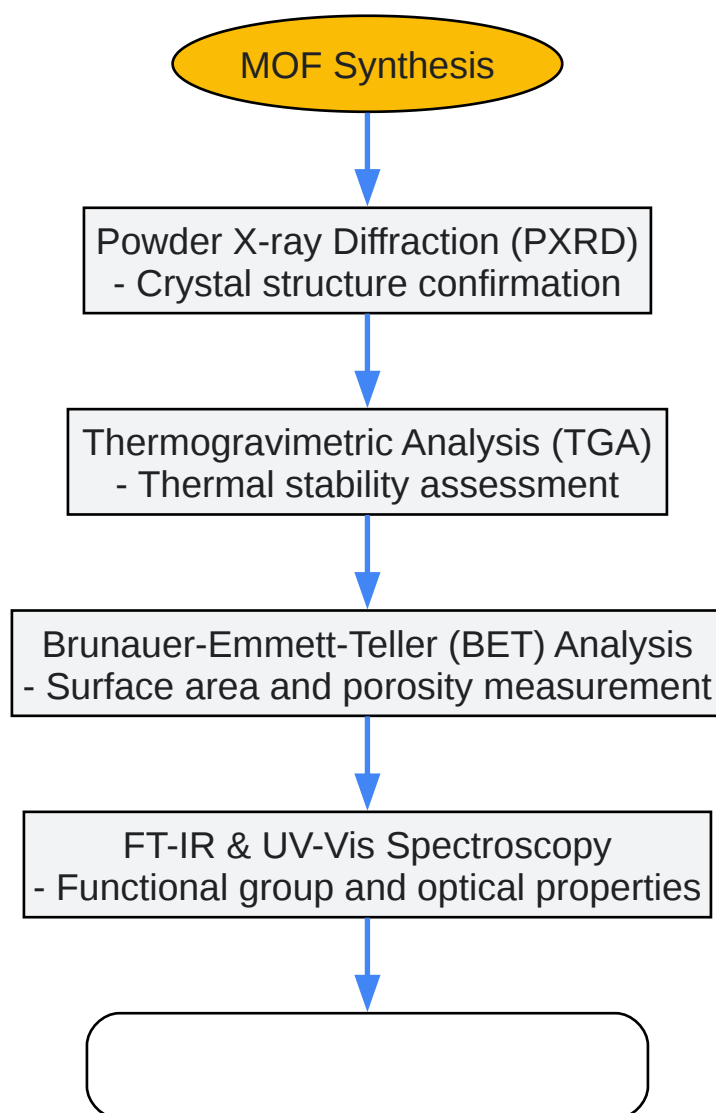 MOF Synthesis
Powder X-ray Diffraction (PXRD)
- Crystal structure confirmation
Thermogravimetric Analysis (TGA)
- Thermal stability assessment
Brunauer-Emmett-Teller (BET) Analysis
- Surface area and porosity measurement
FT-IR & UV-Vis Spectroscopy
- Functional group and optical properties